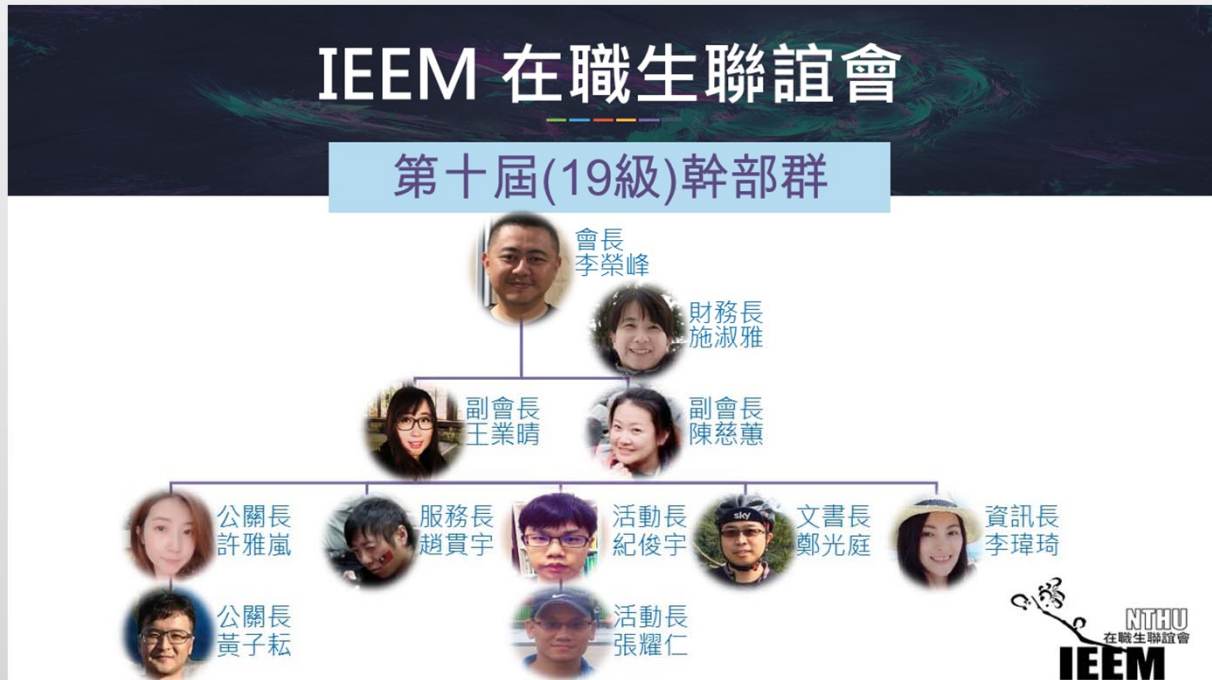 IEEM 在職生聯誼會
第十屆(19級)幹部群
會長
李榮峰
財務長
施淑雅
副會長
王業晴
副會長
陳慈蕙
公關長
許雅嵐
服務長
趙貫宇
活動長
紀俊宇
sky
文書長
鄭光庭
資訊長
李瑋琦
公關長
黃子耘
活動長
張耀仁
NTHU
在職生聯誼會
IEEM